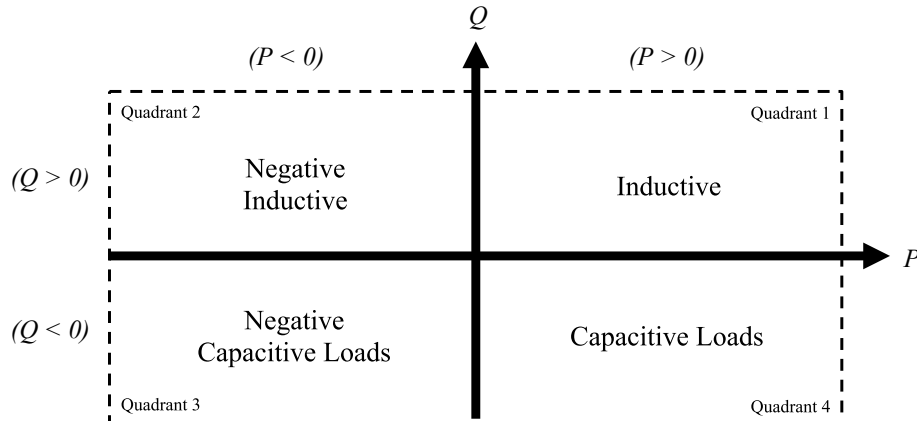 Q
(P < 0)
(P > 0)
Quadrant 2
Quadrant 1
(Q > 0)
Negative
Inductive
Inductive
P
(Q < 0)
Negative
Capacitive Loads
Capacitive Loads
Quadrant 3
Quadrant 4